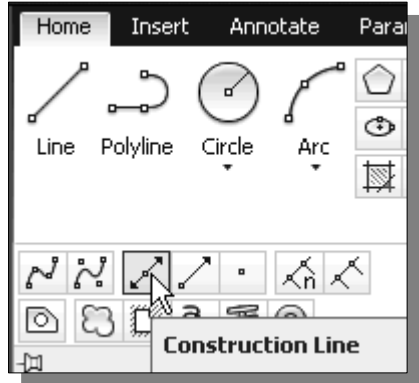 Home Insert Annotate Para
Line Polyline Circle Arc
Construction Line